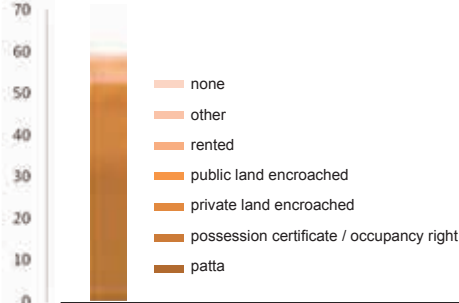 70
60
50
40
30
20
10
0
none
other
rented
public land encroached
private land encroached
possession certificate / occupancy right
patta